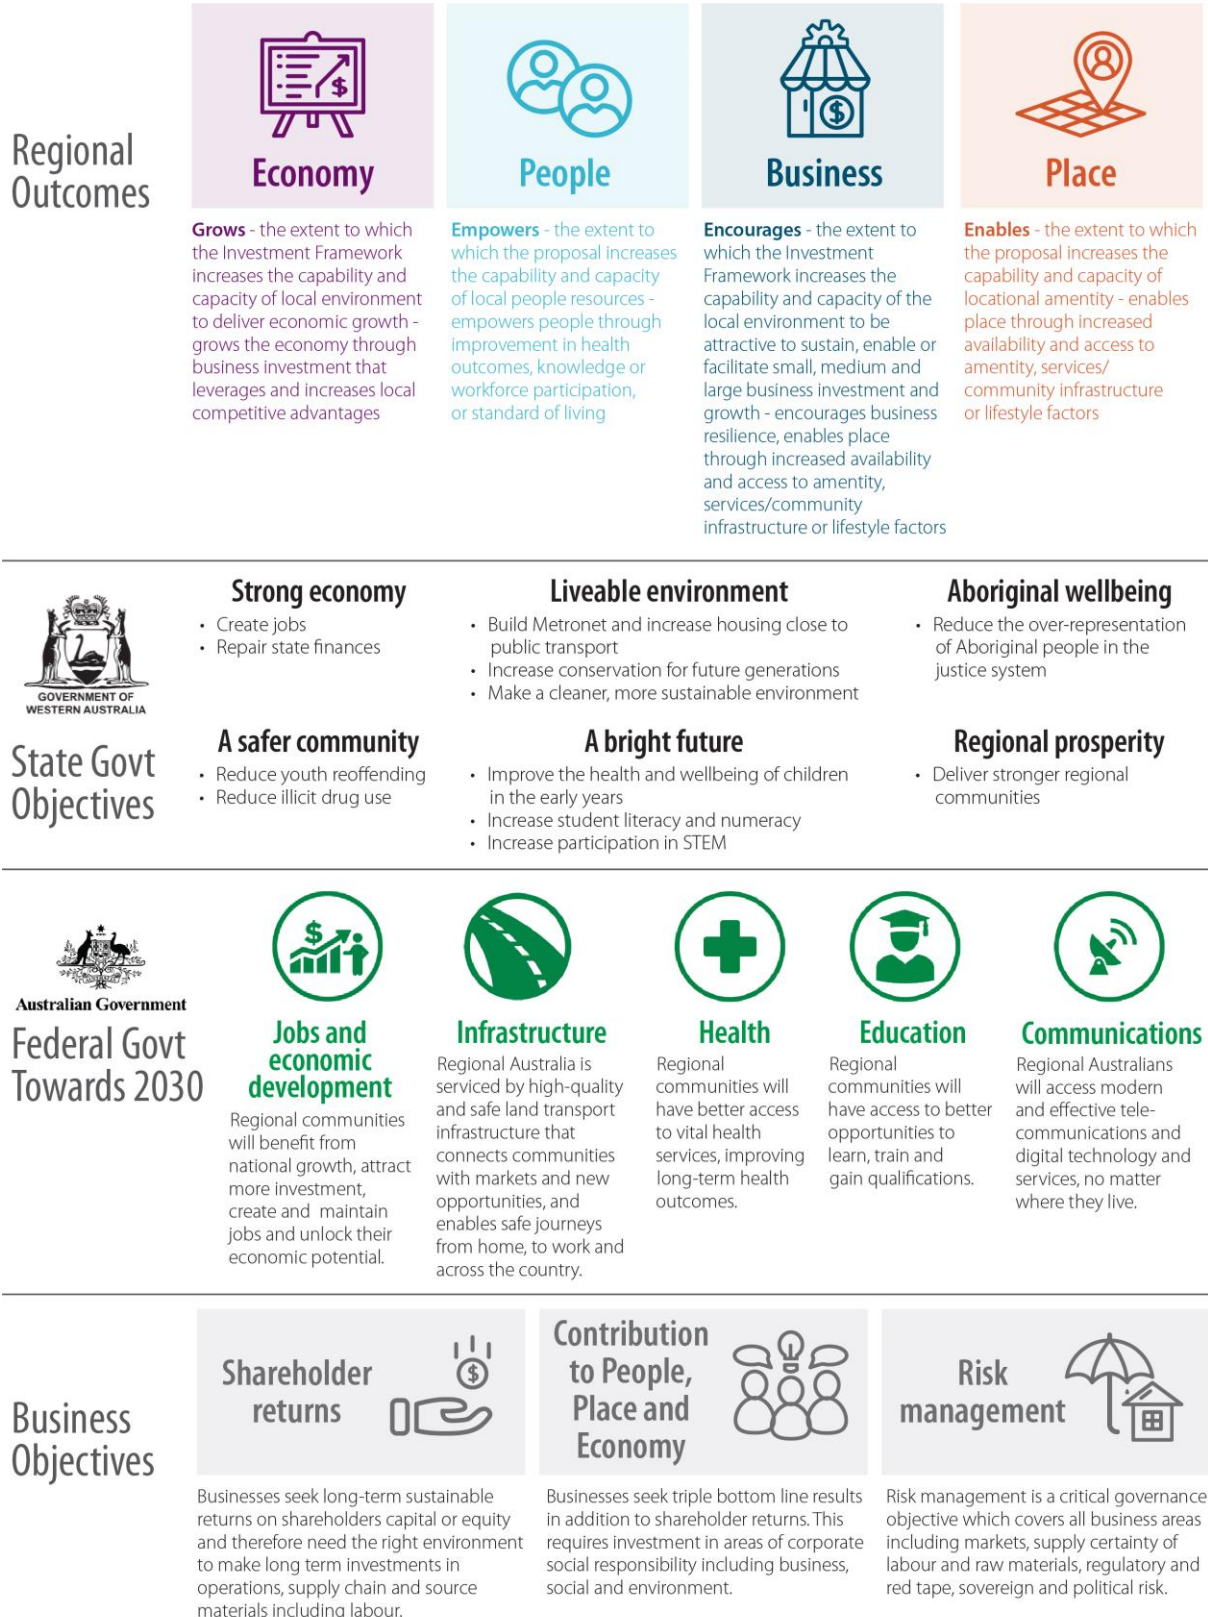 Regional
Outcomes
Economy
Grows - the extent to which
the Investment Framework
increases the capability and
capacity of local environment
to deliver economic growth -
grows the economy through
business investment that
leverages and increases local
competitive advantages
People
Empowers - the extent to
which the proposal increases
the capability and capacity
of local people resources -
empowers people through
improvement in health
outcomes, knowledge or
workforce participation,
or standard of living
Business
Encourages - the extent to
which the Investment
Framework increases the
capability and capacity of the
local environment to be
attractive to sustain, enable or
facilitate small, medium and
large business investment and
growth - encourages business
resilience, enables place
through increased availability
and access to amentity,
services/community
infrastructure or lifestyle factors
Place
Enables - the extent to which
the proposal increases the
capability and capacity of
locational amentity - enables
place through increased
availability and access to
amentity, services/
community infrastructure
or lifestyle factors
GOVERNMENT OF
WESTERN AUSTRALIA
State Govt
Objectives
Strong economy
• Create jobs
• Repair state finances
Liveable environment
• Build Metronet and increase housing close to
public transport
• Increase conservation for future generations
• Make a cleaner, more sustainable environment
Aboriginal wellbeing
• Reduce the over-representation
of Aboriginal people in the
justice system
A safer community
• Reduce youth reoffending
• Reduce illicit drug use
A bright future
• Improve the health and wellbeing of children
in the early years
• Increase student literacy and numeracy
• Increase participation in STEM
Regional prosperity
• Deliver stronger regional
communities
Australian Government
Federal Govt
Towards 2030
Jobs and
economic
development
Regional communities
will benefit from
national growth, attract
more investment,
create and maintain
jobs and unlock their
economic potential.
Infrastructure
Regional Australia is
serviced by high-quality
and safe land transport
infrastructure that
connects communities
with markets and new
opportunities, and
enables safe journeys
from home, to work and
across the country.
Health
Regional
communities will
have better access
to vital health
services, improving
long-term health
outcomes.
Education
Regional
communities will
have access to better
opportunities to
learn, train and
gain qualifications.
Communications
Regional Australians
will access modern
and effective tele-
communications and
digital technology and
services, no matter
where they live.
Business
Objectives
Shareholder
returns
Businesses seek long-term sustainable
returns on shareholders capital or equity
and therefore need the right environment
to make long term investments in
operations, supply chain and source
materials including labour.
Contribution
to People,
Place and
Economy
Businesses seek triple bottom line results
in addition to shareholder returns. This
requires investment in areas of corporate
social responsibility including business,
social and environment.
Risk
management
Risk management is a critical governance
objective which covers all business areas
including markets, supply certainty of
labour and raw materials, regulatory and
red tape, sovereign and political risk.